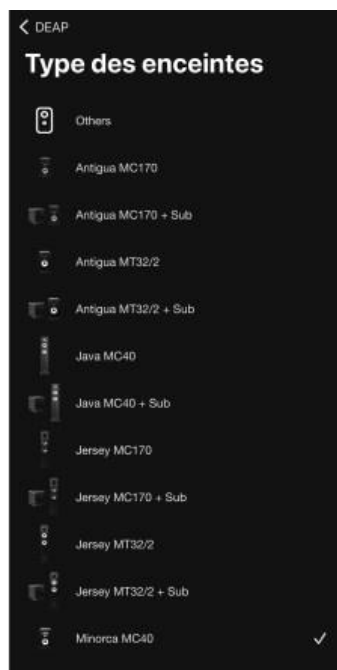 DEAP
Type des enceintes
Others
Antigua MC170
Antigua MC170 + Sub
Antigua MT32/2
Antigua MT32/2 + Sub
Java MC40
Java MC40 + Sub
Jersey MC170
Jersey MC170 + Sub
Jersey MT32/2
Jersey MT32/2 + Sub
Minorca MC40